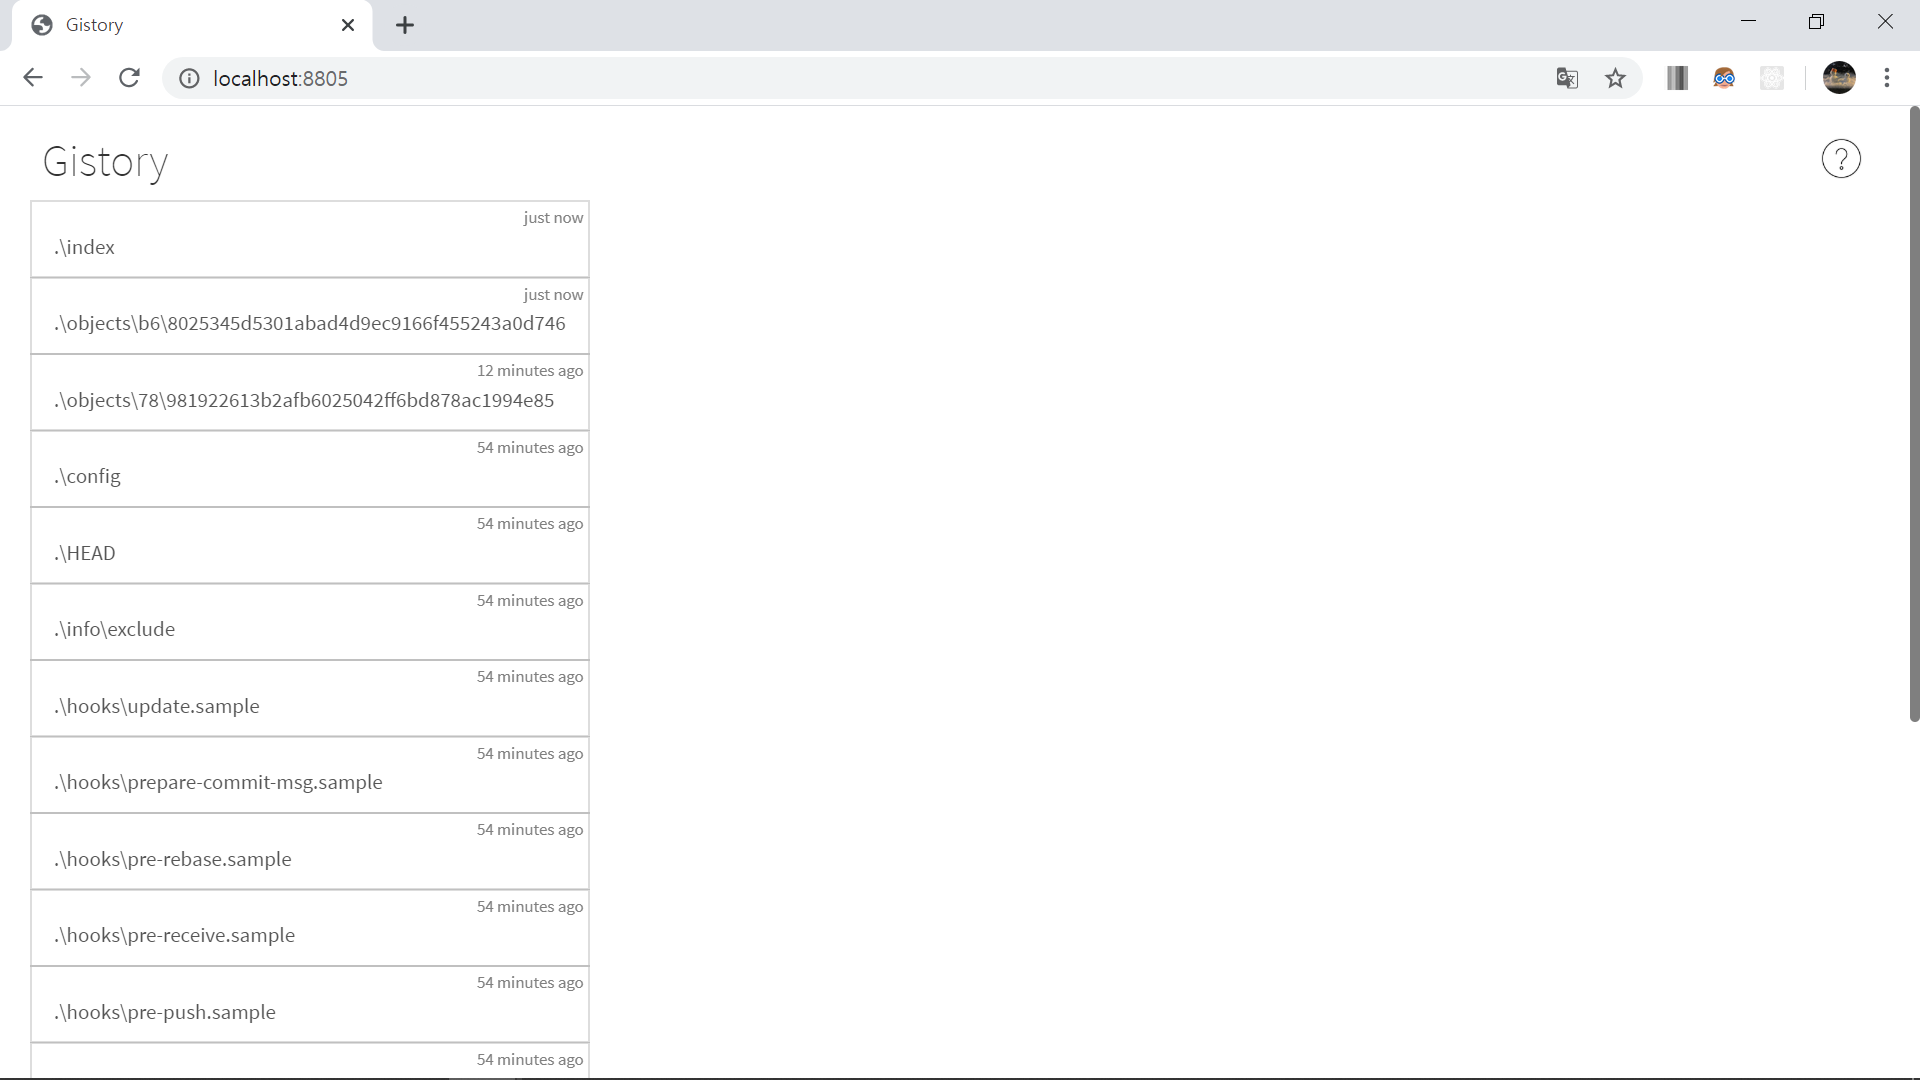 Gistory
localhost:8805
Gistory
?
just now
.\index
just now
.\objects\b6\8025345d5301abad4d9ec9166f455243a0d746
12 minutes ago
.\objects\78\981922613b2afb6025042ff6bd878ac1994e85
54 minutes ago
.\config
54 minutes ago
.\HEAD
54 minutes ago
.\info\exclude
54 minutes ago
.\hooks\update.sample
54 minutes ago
.\hooks\prepare-commit-msg.sample
54 minutes ago
.\hooks\pre-rebase.sample
54 minutes ago
.\hooks\pre-receive.sample
54 minutes ago
.\hooks\pre-push.sample
54 minutes ago